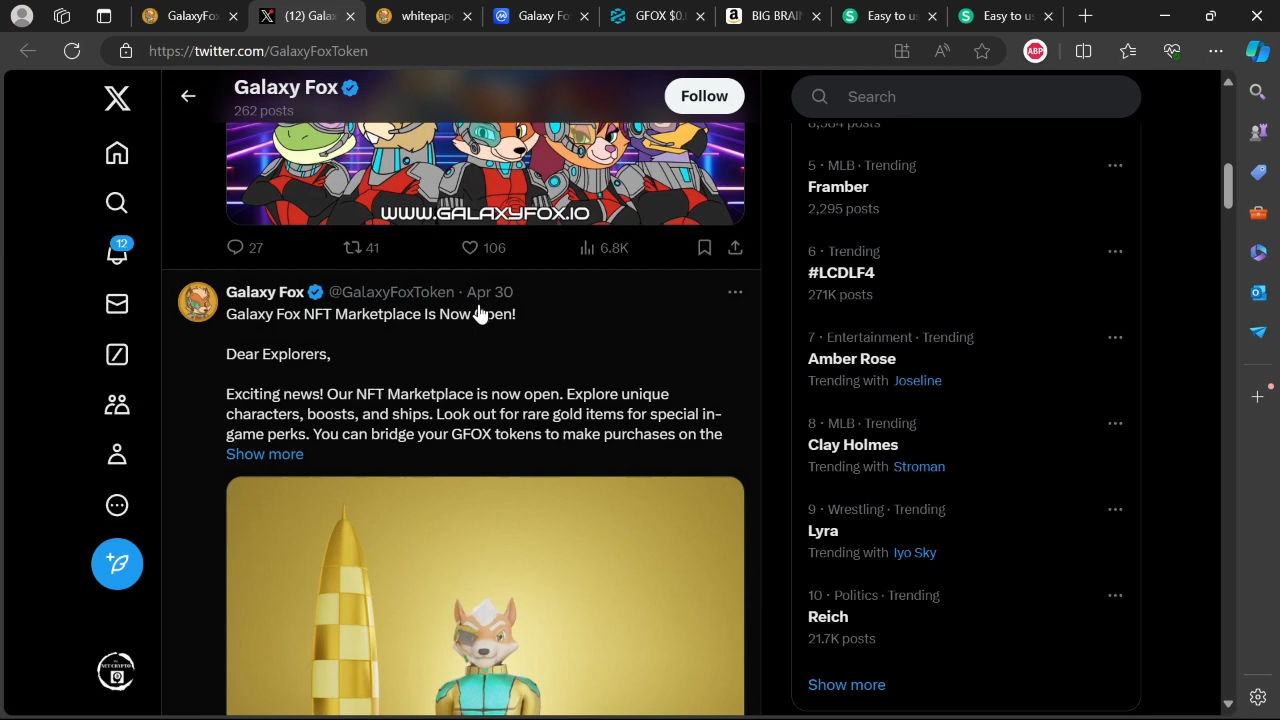 GalaxyFo
(12) Gala
whitepap
Galaxy Fo
GFOX $0.
BIG BRAIN
Easy to u
Easy to u
https://twitter.com/GalaxyFoxToken
ABP
Galaxy Fox
262 posts
Follow
Search
WWW.GALAXYFOX.IO
27
41
106
6.8K
12
Galaxy Fox @GalaxyFoxToken · Apr 30
Galaxy Fox NFT Marketplace Is Now Open!
Dear Explorers,
Exciting news! Our NFT Marketplace is now open. Explore unique
characters, boosts, and ships. Look out for rare gold items for special in-
game perks. You can bridge your GFOX tokens to make purchases on the
Show more
5 · MLB · Trending
Framber
2,295 posts
6 · Trending
#LCDLF4
271K posts
7 · Entertainment · Trending
Amber Rose
Trending with Joseline
8 · MLB · Trending
Clay Holmes
Trending with Stroman
9 · Wrestling · Trending
Lyra
Trending with Iyo Sky
10 · Politics · Trending
Reich
21.7K posts
Show more